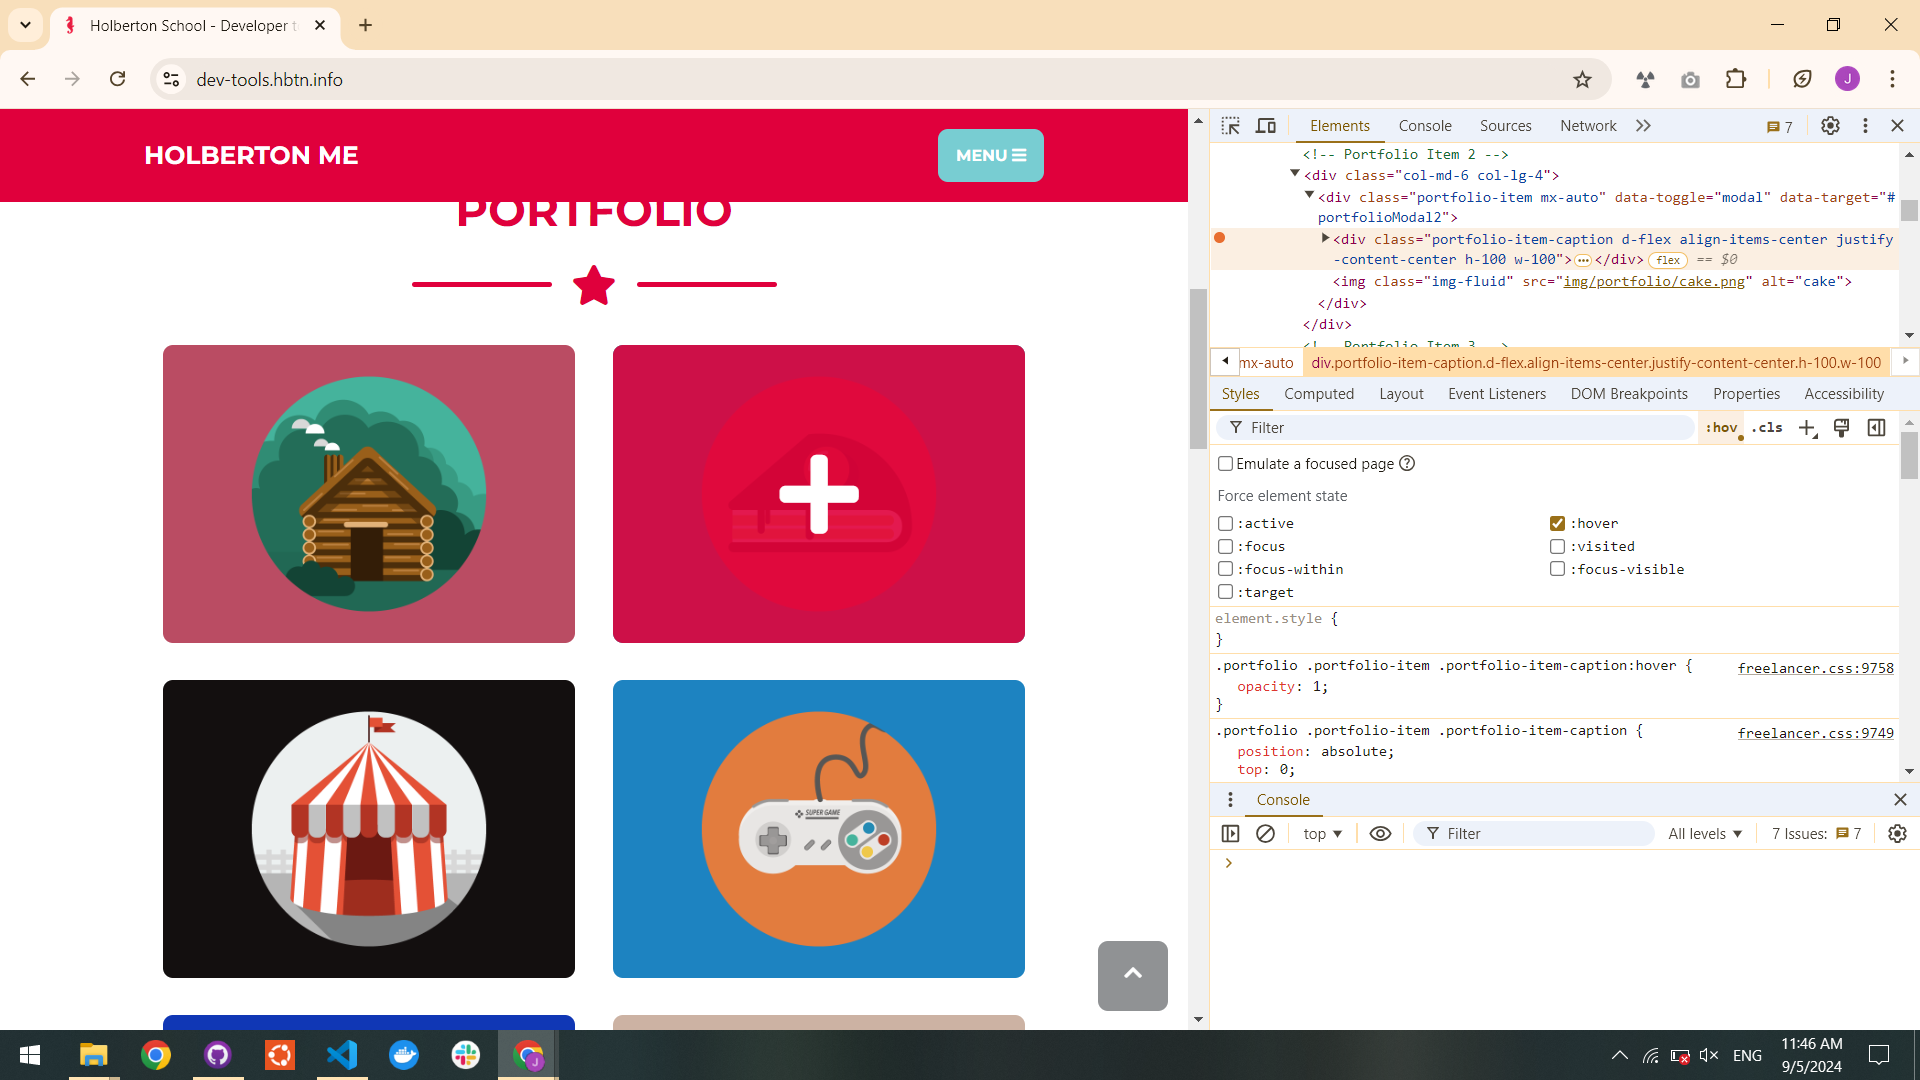 Holberton School - Developer t
dev-tools.hbtn.info
J
HOLBERTON ME
MENU
PORTFOLIO
SUPER GAME
Elements
Console
Sources
Network
7
<!-- Portfolio Item 2 -->
<div class="col-md-6 col-lg-4">
<div class="portfolio-item mx-auto" data-toggle="modal" data-target="#
portfolioModal2">
<div class="portfolio-item-caption d-flex align-items-center justify
-content-center h-100 w-100">… </div> flex == $0
<img class="img-fluid" src="img/portfolio/cake.png" alt="cake">
</div>
</div>
<!-- Portfolio Item 3 -->
mx-auto
div.portfolio-item-caption.d-flex.align-items-center.justify-content-center.h-100.w-100
Styles
Computed
Layout
Event Listeners
DOM Breakpoints
Properties
Accessibility
Filter
:hov
.cls
Emulate a focused page
Force element state
:active
:hover
:focus
:visited
:focus-within
:focus-visible
:target
element.style {
}
.portfolio .portfolio-item .portfolio-item-caption:hover { freelancer.css:9758
opacity: 1;
}
.portfolio .portfolio-item .portfolio-item-caption { freelancer.css:9749
position: absolute;
top: 0;
Console
top
Filter
All levels
7 Issues: 7
J
ENG
11:46 AM
9/5/2024